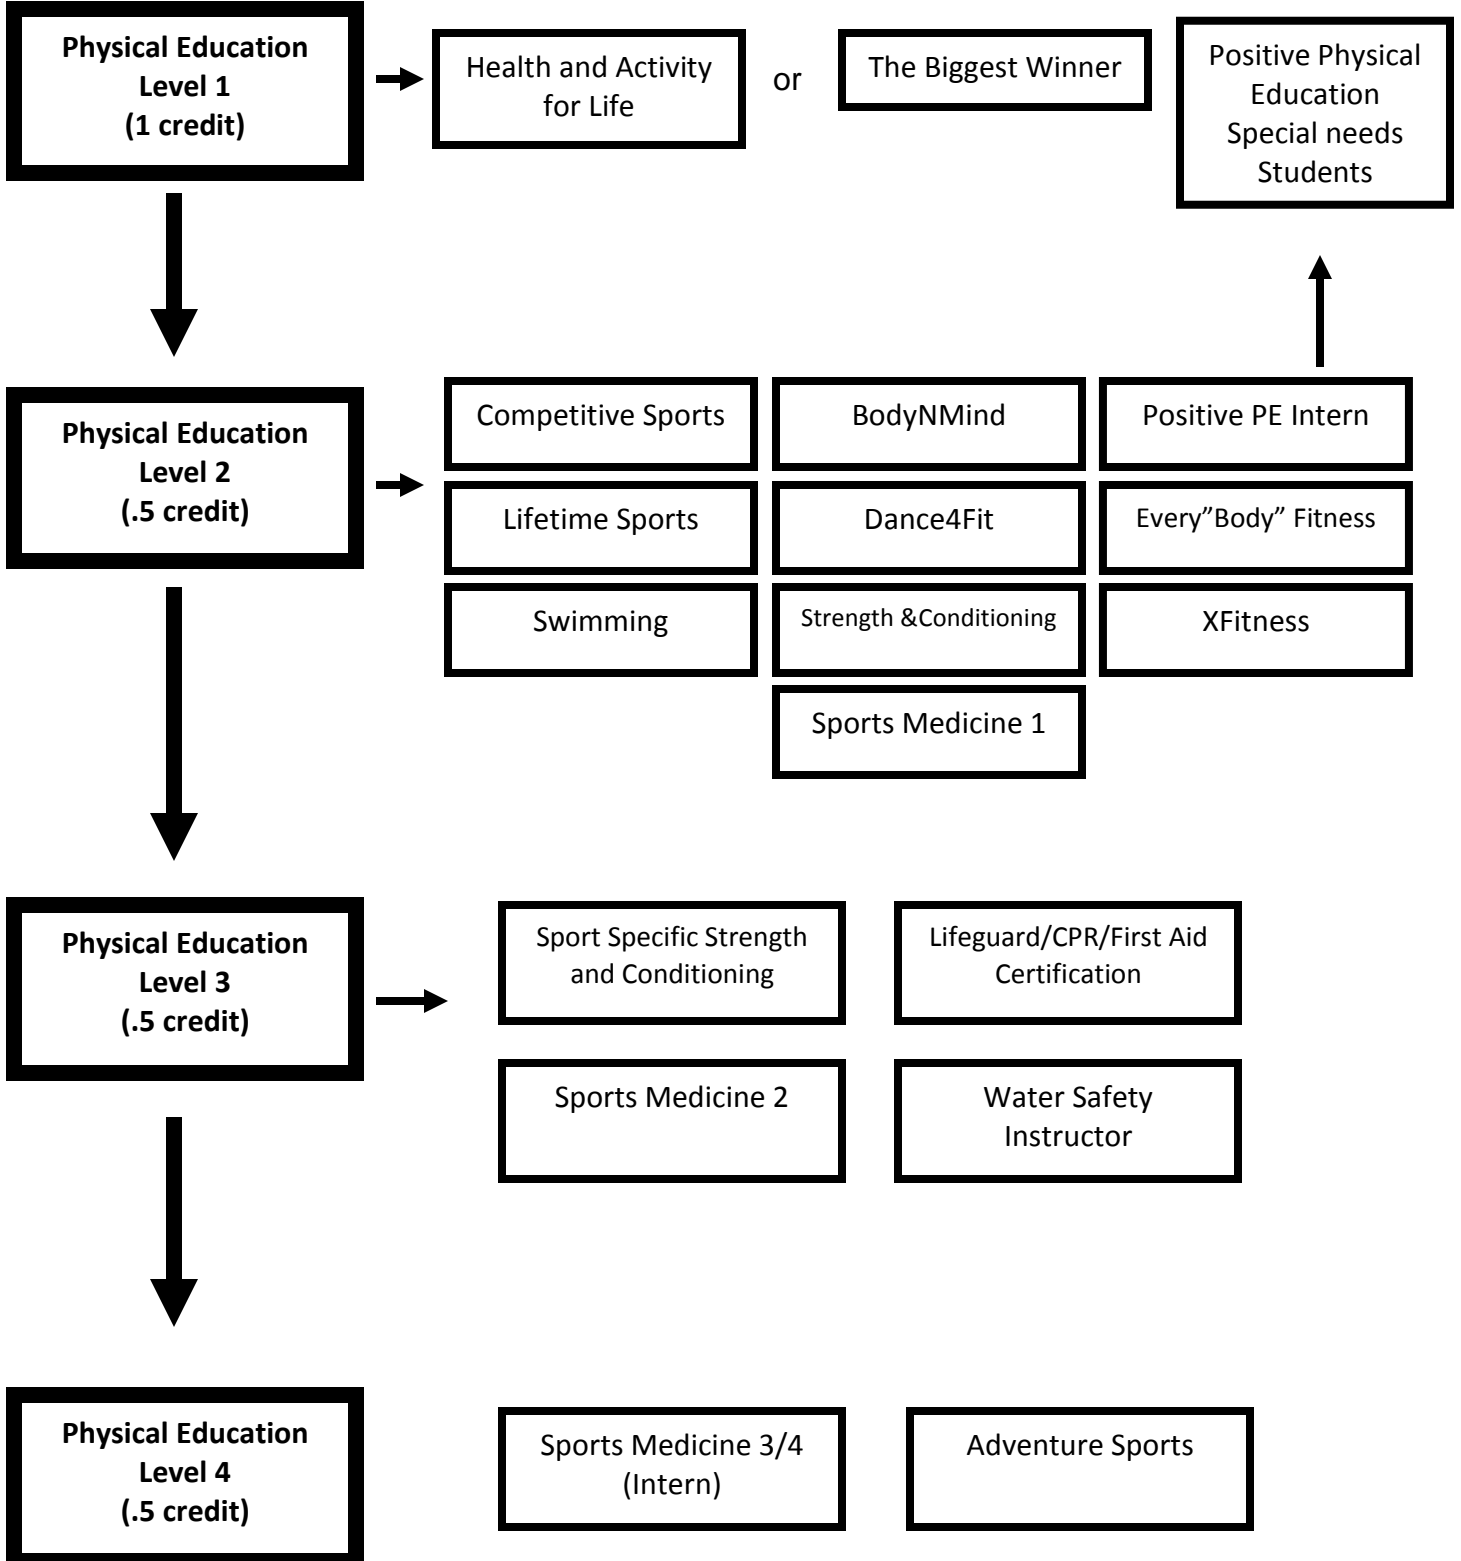 Physical Education
Level 1
(1 credit)
Health and Activity
for Life
or
The Biggest Winner
Positive Physical
Education
Special needs
Students
Physical Education
Level 2
(.5 credit)
Competitive Sports
BodyNMind
Positive PE Intern
Lifetime Sports
Dance4Fit
Every”Body” Fitness
Swimming
Strength &Conditioning
XFitness
Sports Medicine 1
Physical Education
Level 3
(.5 credit)
Sport Specific Strength
and Conditioning
Lifeguard/CPR/First Aid
Certification
Sports Medicine 2
Water Safety
Instructor
Physical Education
Level 4
(.5 credit)
Sports Medicine 3/4
(Intern)
Adventure Sports